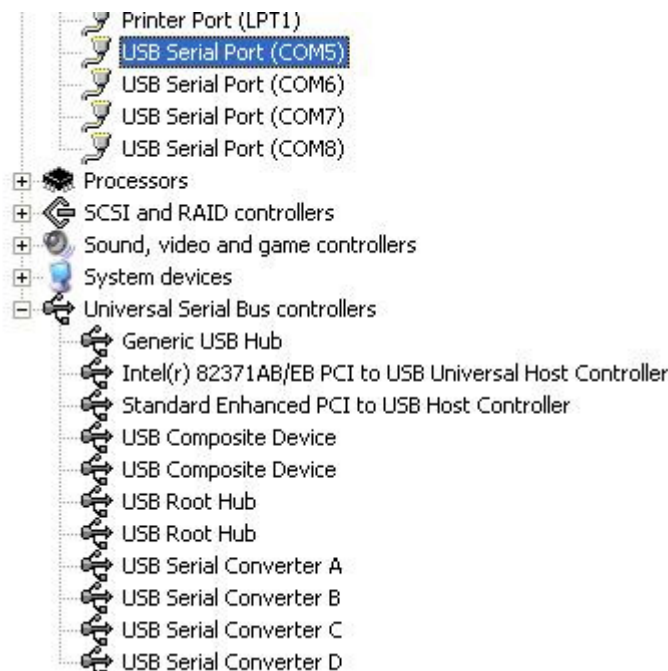 Printer Port (LPT1)
USB Serial Port (COM5)
USB Serial Port (COM6)
USB Serial Port (COM7)
USB Serial Port (COM8)
Processors
SCSI and RAID controllers
Sound, video and game controllers
System devices
Universal Serial Bus controllers
Generic USB Hub
Intel(r) 82371AB/EB PCI to USB Universal Host Controller
Standard Enhanced PCI to USB Host Controller
USB Composite Device
USB Composite Device
USB Root Hub
USB Root Hub
USB Serial Converter A
USB Serial Converter B
USB Serial Converter C
USB Serial Converter D